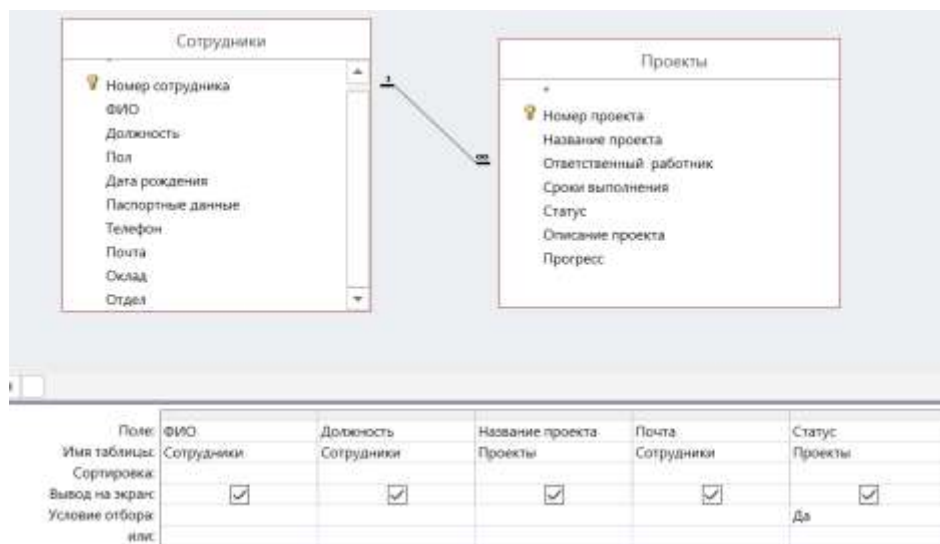 Сотрудники
*
Номер сотрудника
ФИО
Должность
Пол
Дата рождения
Паспортные данные
Телефон
Почта
Оклад
Отдел
1
∞
Проекты
*
Номер проекта
Название проекта
Ответственный работник
Сроки выполнения
Статус
Описание проекта
Прогресс
Поле: ФИО Должность Название проекта Почта Статус
Имя таблицы: Сотрудники Сотрудники Проекты Сотрудники Проекты
Сортировка:
Вывод на экран:
Условие отбора: Да
или: